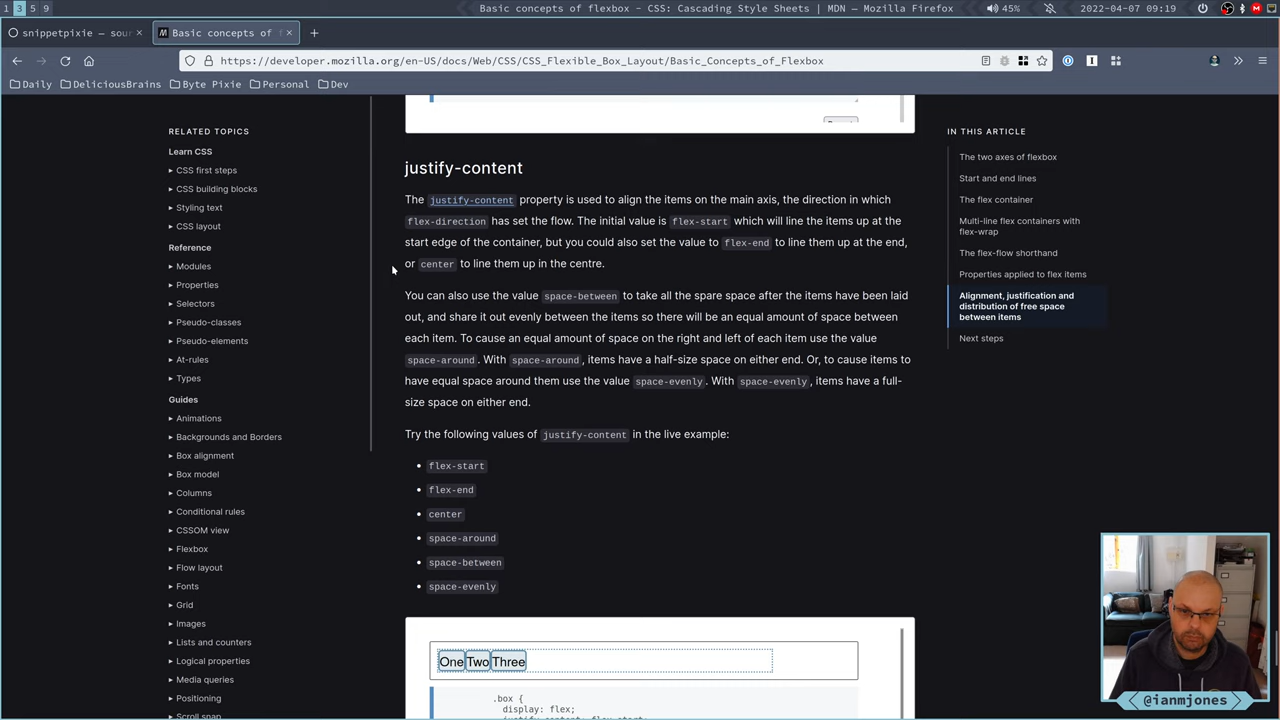 1 3 5 9
Basic concepts of flexbox - CSS: Cascading Style Sheets | MDN — Mozilla Firefox
45%
2022-04-07 09:19
snippetpixie — sour
Basic concepts of f
https://developer.mozilla.org/en-US/docs/Web/CSS/CSS_Flexible_Box_Layout/Basic_Concepts_of_Flexbox
Daily
DeliciousBrains
Byte Pixie
Personal
Dev
RELATED TOPICS
Learn CSS
CSS first steps
CSS building blocks
Styling text
CSS layout
Reference
Modules
Properties
Selectors
Pseudo-classes
Pseudo-elements
At-rules
Types
Guides
Animations
Backgrounds and Borders
Box alignment
Box model
Columns
Conditional rules
CSSOM view
Flexbox
Flow layout
Fonts
Grid
Images
Lists and counters
Logical properties
Media queries
Positioning
Scroll snap
justify-content
The justify-content property is used to align the items on the main axis, the direction in which
flex-direction has set the flow. The initial value is flex-start which will line the items up at the
start edge of the container, but you could also set the value to flex-end to line them up at the end,
or center to line them up in the centre.
You can also use the value space-between to take all the spare space after the items have been laid
out, and share it out evenly between the items so there will be an equal amount of space between
each item. To cause an equal amount of space on the right and left of each item use the value
space-around. With space-around, items have a half-size space on either end. Or, to cause items to
have equal space around them use the value space-evenly. With space-evenly, items have a full-
size space on either end.
Try the following values of justify-content in the live example:
flex-start
flex-end
center
space-around
space-between
space-evenly
One Two Three
.box {
display: flex;
justify-content: flex-start;
IN THIS ARTICLE
The two axes of flexbox
Start and end lines
The flex container
Multi-line flex containers with
flex-wrap
The flex-flow shorthand
Properties applied to flex items
Alignment, justification and
distribution of free space
between items
Next steps
@ianmjones